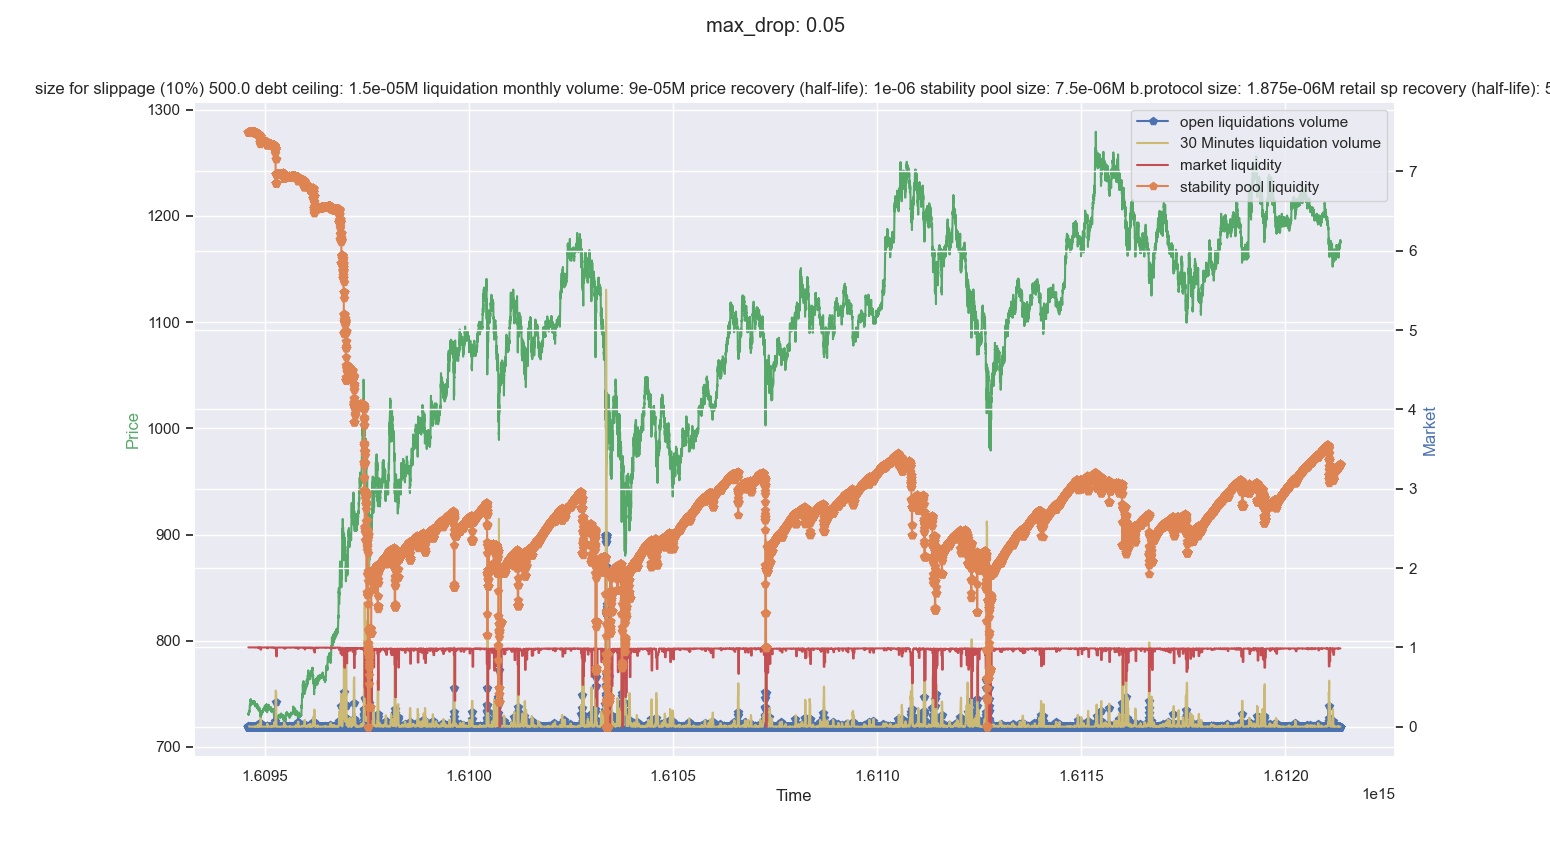 max_drop: 0.05
size for slippage (10%) 500.0 debt ceiling: 1.5e-05M liquidation monthly volume: 9e-05M price recovery (half-life): 1e-06 stability pool size: 7.5e-06M b.protocol size: 1.875e-06M retail sp recovery (half-life):
1300
1200
1100
1000
900
800
700
Price
open liquidations volume
30 Minutes liquidation volume
market liquidity
stability pool liquidity
7
6
5
4
3
2
1
0
Market
1.6095 1.6100 1.6105 1.6110 1.6115 1.6120
Time
1e15